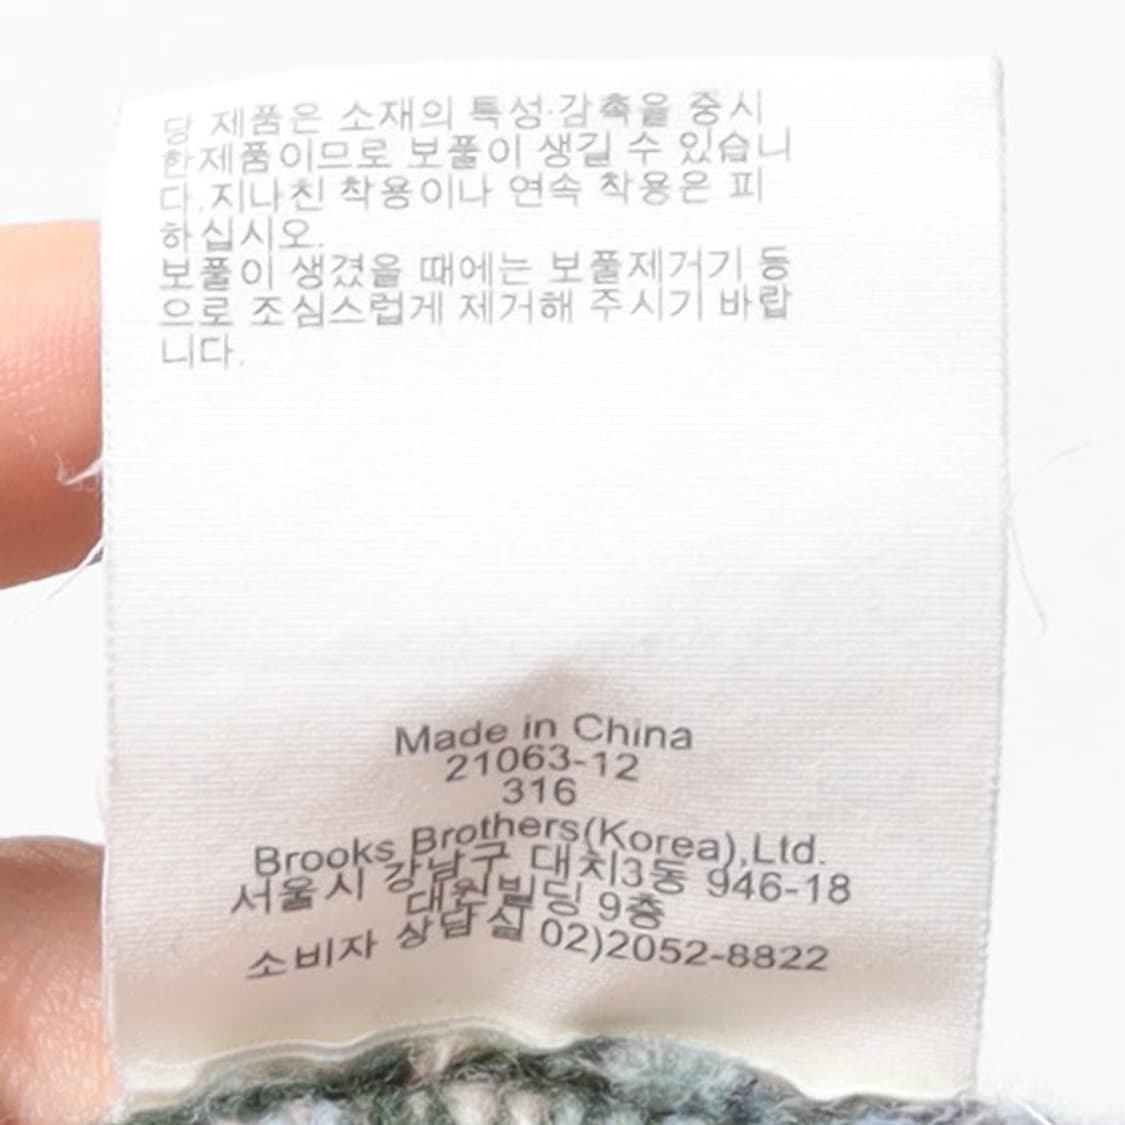 당 제품은 소재의 특성·감촉을 중시
한제품이므로 보풀이 생길 수 있습니
다.지나친 착용이나 연속 착용은 피
하십시오.
보풀이 생겼을 때에는 보풀제거기 등
으로 조심스럽게 제거해 주시기 바랍
니다.
Made in China
21063-12
316
Brooks Brothers(Korea),Ltd.
서울시 강남구 대치3동 946-18
대원빌딩 9층
소비자 상담실 02)2052-8822